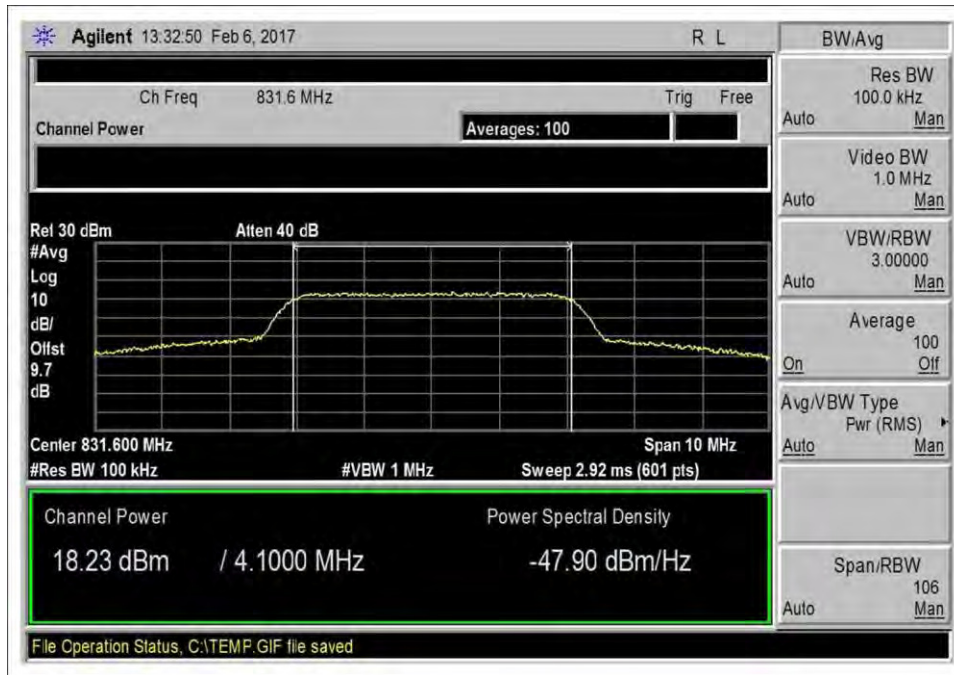 Agilent 13:32:50 Feb 6, 2017 R L
BW/Avg
Ch Freq 831.6 MHz Trig Free
Channel Power Averages: 100
Ref 30 dBm Atten 40 dB
#Avg
Log
10
dB/
Offst
9.7
dB
Center 831.600 MHz Span 10 MHz
#Res BW 100 kHz #VBW 1 MHz Sweep 2.92 ms (601 pts)
Channel Power Power Spectral Density
18.23 dBm / 4.1000 MHz -47.90 dBm/Hz
File Operation Status, C:\TEMP.GIF file saved
Res BW
100.0 kHz
Auto Man
Video BW
1.0 MHz
Auto Man
VBW/RBW
3.00000
Auto Man
Average
100
On Off
Avg/VBW Type
Pwr (RMS)
Auto Man
Span/RBW
106
Auto Man